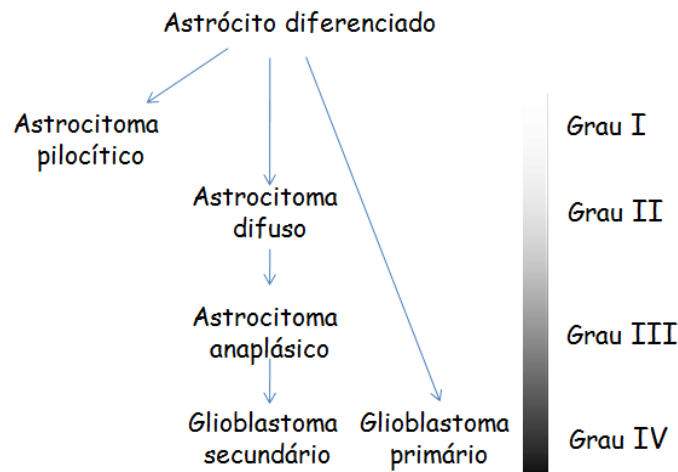 Astrócito diferenciado
Astrocitoma
pilocítico
Grau I
Astrocitoma
difuso
Grau II
Astrocitoma
anaplásico
Grau III
Glioblastoma
secundário
Glioblastoma
primário
Grau IV